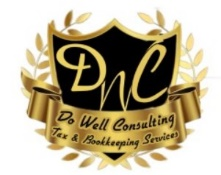 DWC
Do Well Consulting
Tax & Bookkeeping Services